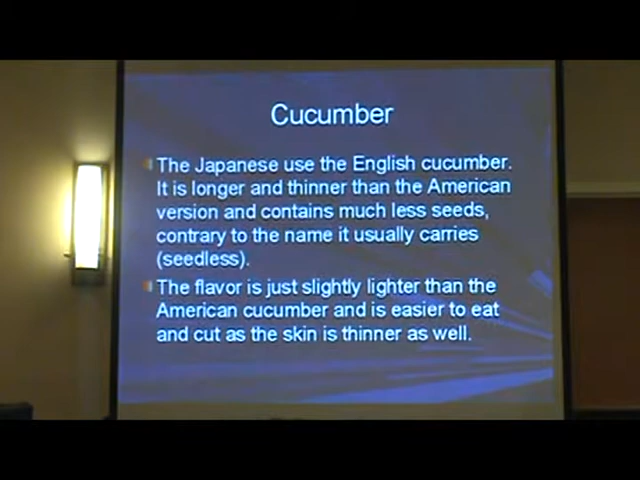 Cucumber
The Japanese use the English cucumber.
It is longer and thinner than the American
version and contains much less seeds,
contrary to the name it usually carries
(seedless).
The flavor is just slightly lighter than the
American cucumber and is easier to eat
and cut as the skin is thinner as well.